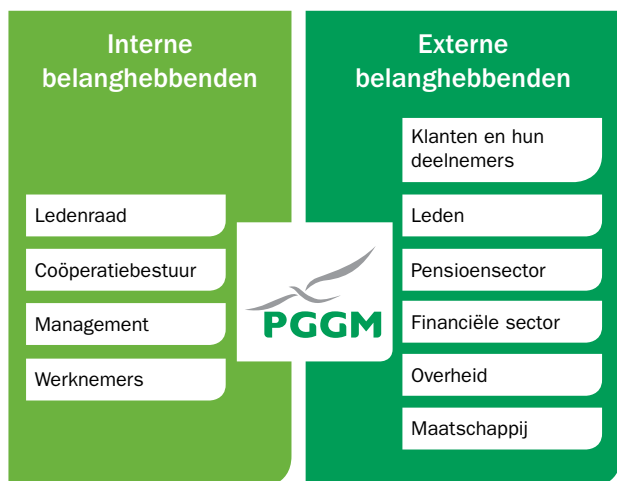 Interne
belanghebbenden
Ledenraad
Coöperatiebestuur
Management
Werknemers
PGGM
Externe
belanghebbenden
Klanten en hun
deelnemers
Leden
Pensioensector
Financiële sector
Overheid
Maatschappij